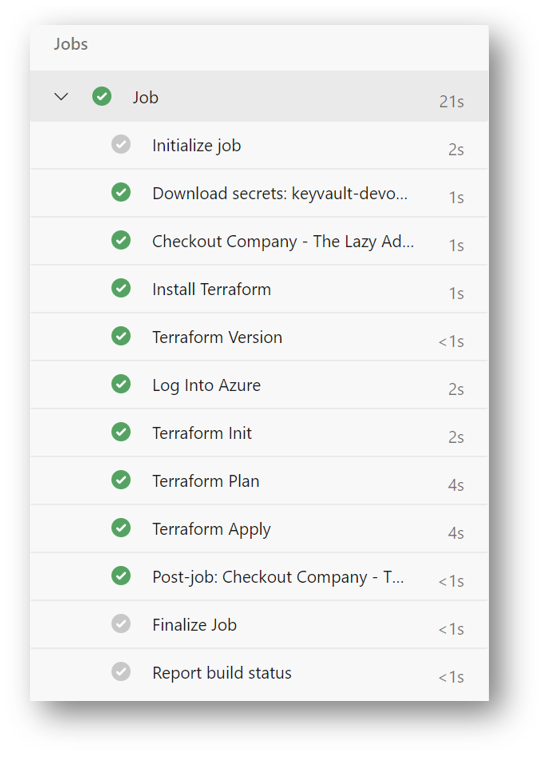 Jobs
Job 21s
Initialize job 2s
Download secrets: keyvault-devo... 1s
Checkout Company - The Lazy Ad... 1s
Install Terraform 1s
Terraform Version <1s
Log Into Azure 2s
Terraform Init 2s
Terraform Plan 4s
Terraform Apply 4s
Post-job: Checkout Company - T... <1s
Finalize Job <1s
Report build status <1s